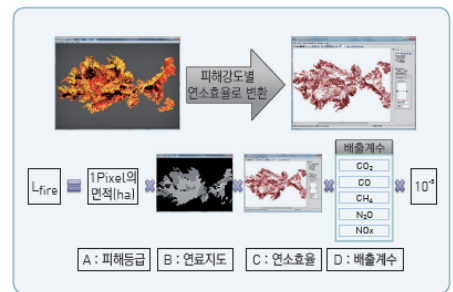 피해강도별
연소효율로 변환
배출계수
Lfire = 1Pixel의 면적(ha) × × × CO₂ CO CH₄ N₂O NOx × 10⁻³
A : 피해등급 B : 연료지도 C : 연소효율 D : 배출계수